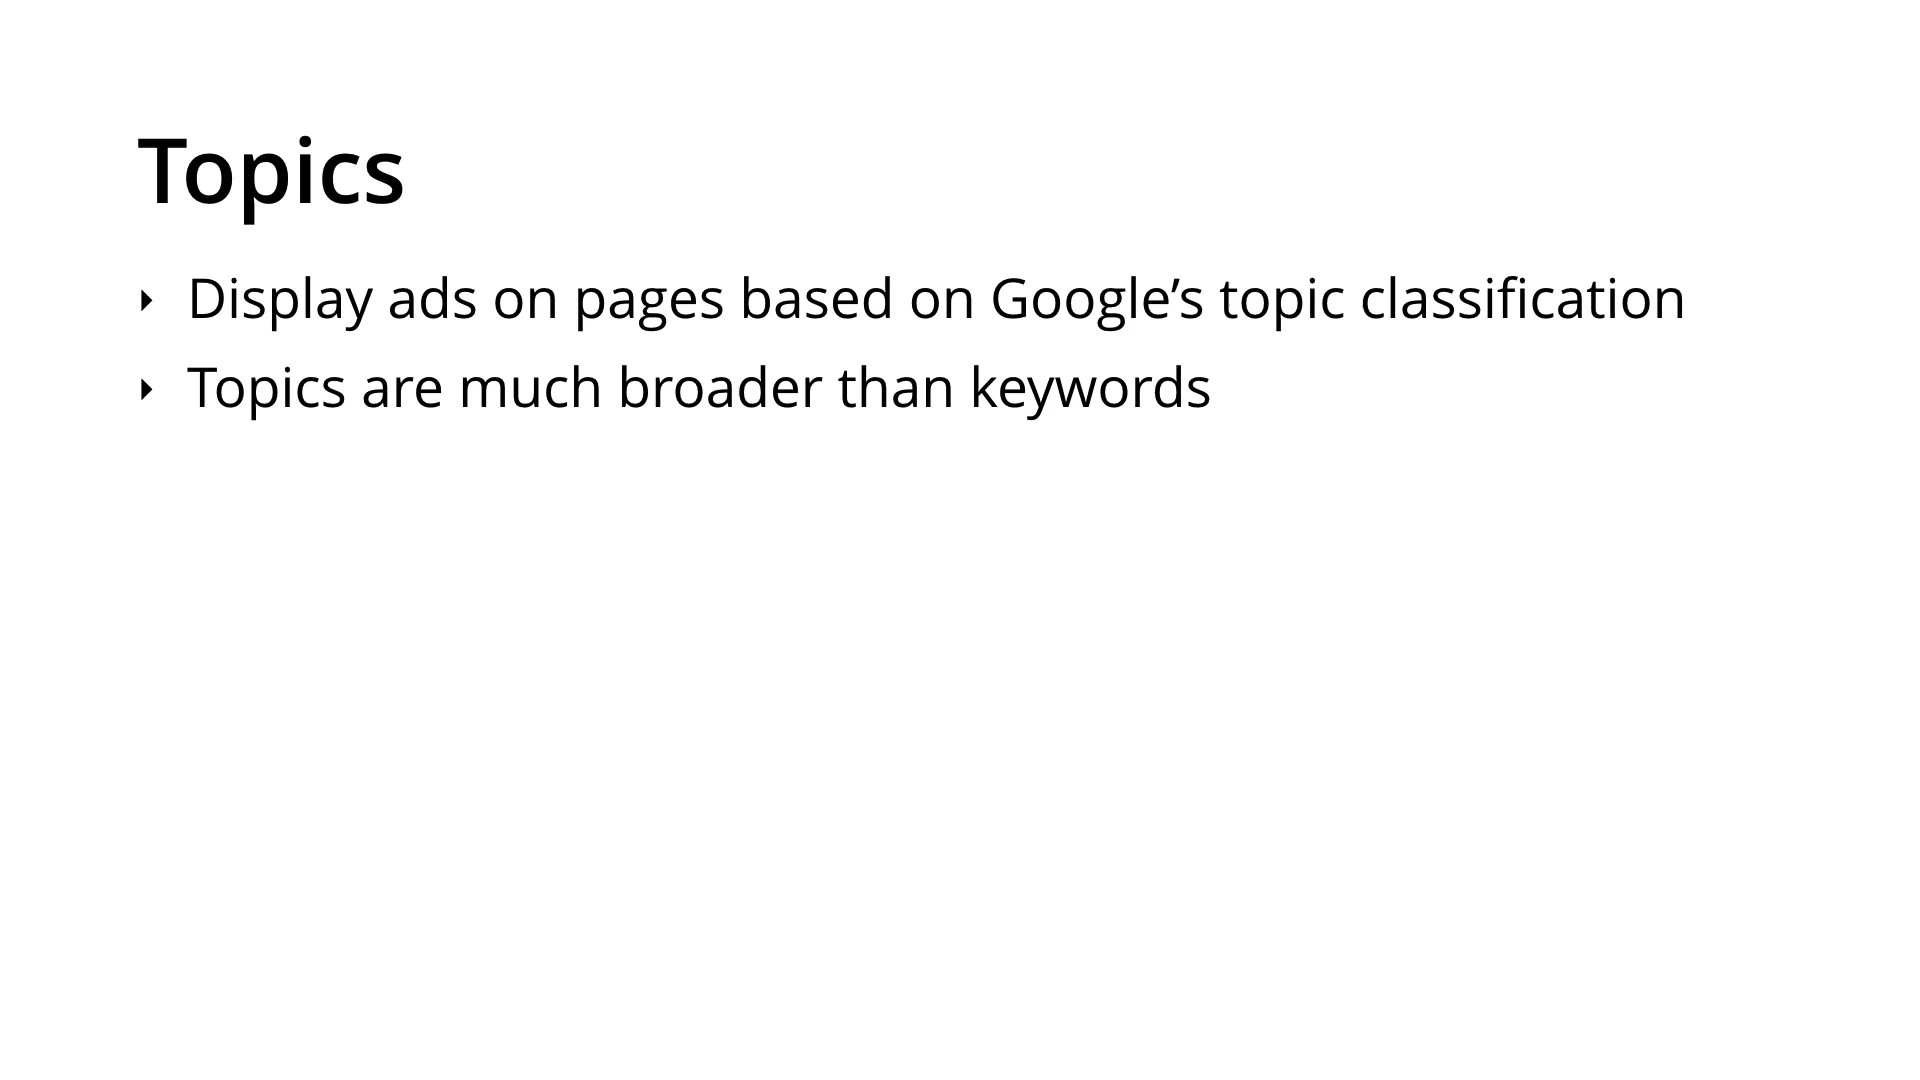 Topics
‣ Display ads on pages based on Google’s topic classification
‣ Topics are much broader than keywords